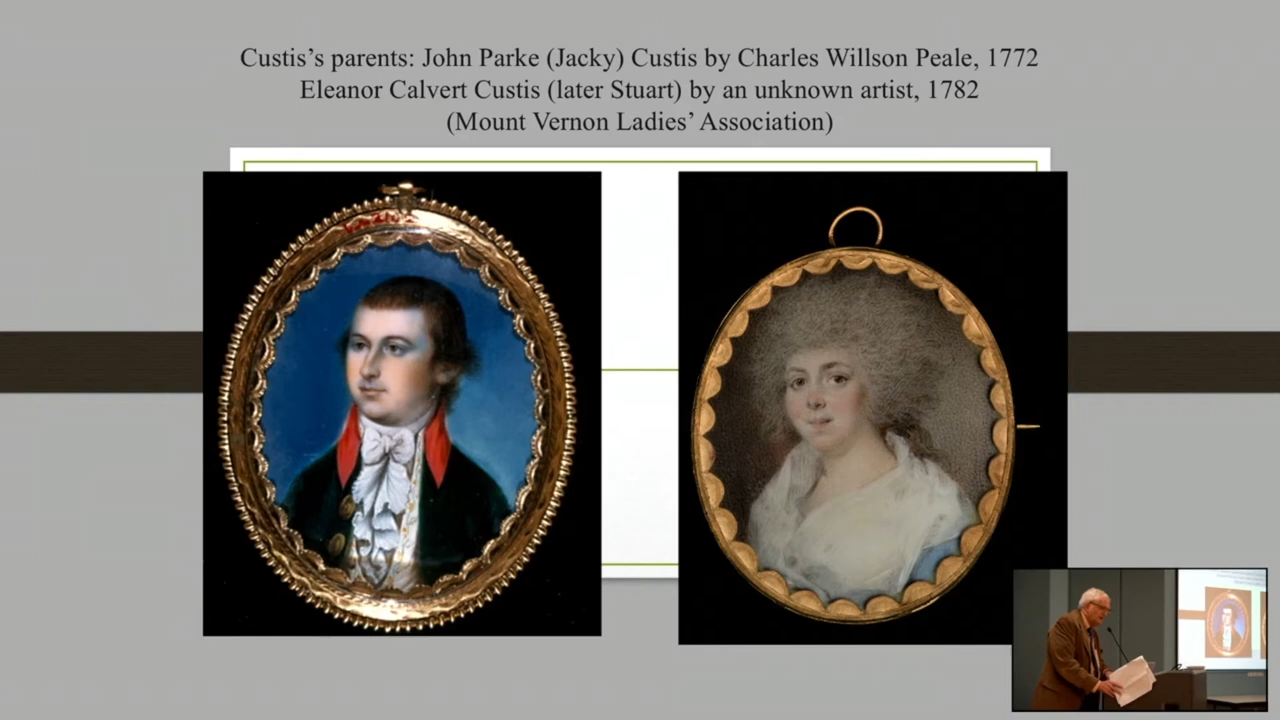 Custis’s parents: John Parke (Jacky) Custis by Charles Willson Peale, 1772
Eleanor Calvert Custis (later Stuart) by an unknown artist, 1782
(Mount Vernon Ladies’ Association)